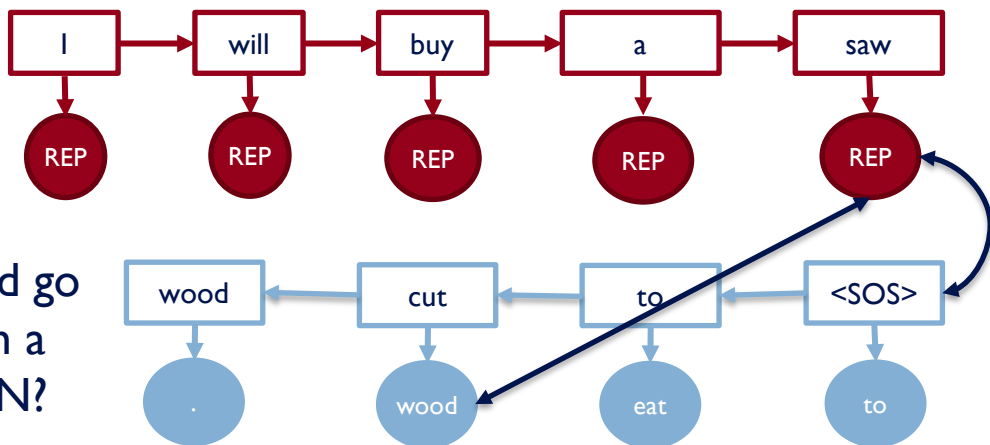 I will buy a saw
REP REP REP REP REP
d go
n a
N?
wood cut to <SOS>
. wood eat to